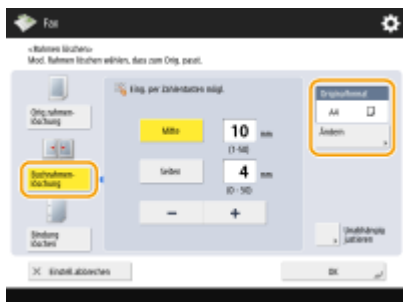 Fax
<Rahmen löschen>
Mod. Rahmen löschen wählen, dass zum Orig. passt.
Orig.rahmen-
löschung
Buchrahmen-
löschung
Bindung
löschen
Eing. per Zahlentasten mögl.
Mitte
10 mm
(1-50)
Seiten
4 mm
(0-50)
-
+
Originalformat
A4
Ändern
Unabhängig
justieren
× Einstell. abbrechen
OK